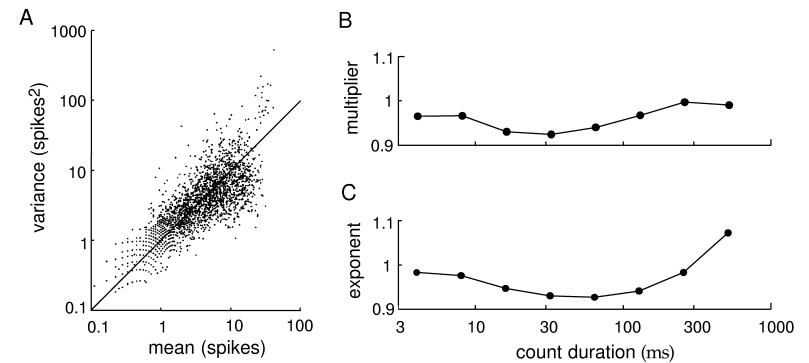 A
1000
100
10
1
0.1
variance (spikes2)
0.1
1
10
100
mean (spikes)
B
1.1
1
0.9
multiplier
C
1.1
1
0.9
exponent
3
10
30
100
300
1000
count duration (ms)